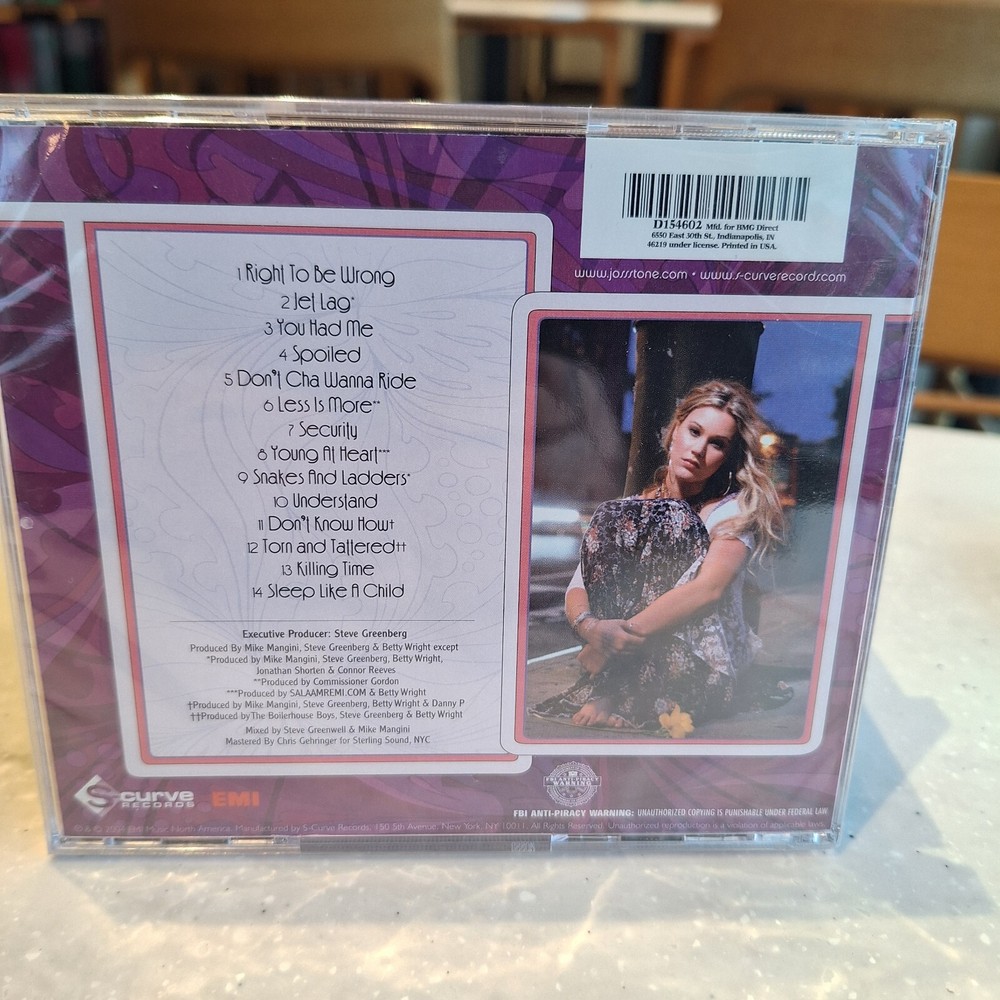 D154602 Mfd. for BMG Direct
6550 East 30th St., Indianapolis, IN
46219 under license. Printed in USA.
www.jossstone.com • www.s-curverecords.com
1 Right To Be Wrong
2 Jet Lag*
3 You Had Me
4 Spoiled
5 Don't Cha Wanna Ride
6 Less Is More**
7 Security
8 Young At Heart***
9 Snakes And Ladders*
10 Understand
11 Don't Know How†
12 Torn and Tattered††
13 Killing Time
14 Sleep Like A Child
Executive Producer: Steve Greenberg
Produced By Mike Mangini, Steve Greenberg & Betty Wright except
*Produced by Mike Mangini, Steve Greenberg, Betty Wright,
Jonathan Shorten & Connor Reeves
**Produced by Commissioner Gordon
***Produced by SALAAMREMI.COM & Betty Wright
†Produced by Mike Mangini, Steve Greenberg, Betty Wright & Danny P
††Produced by The Boilerhouse Boys, Steve Greenberg & Betty Wright
Mixed by Steve Greenwell & Mike Mangini
Mastered By Chris Gehringer for Sterling Sound, NYC
S-curve
RECORDS
EMI
FBI ANTI-PIRACY
WARNING
FBI ANTI-PIRACY WARNING: UNAUTHORIZED COPYING IS PUNISHABLE UNDER FEDERAL LAW
℗ & © 2004 EMI Music North America. Manufactured by S-Curve Records, 150 5th Avenue, New York, NY 10011. All Rights Reserved. Unauthorized reproduction is a violation of applicable laws.